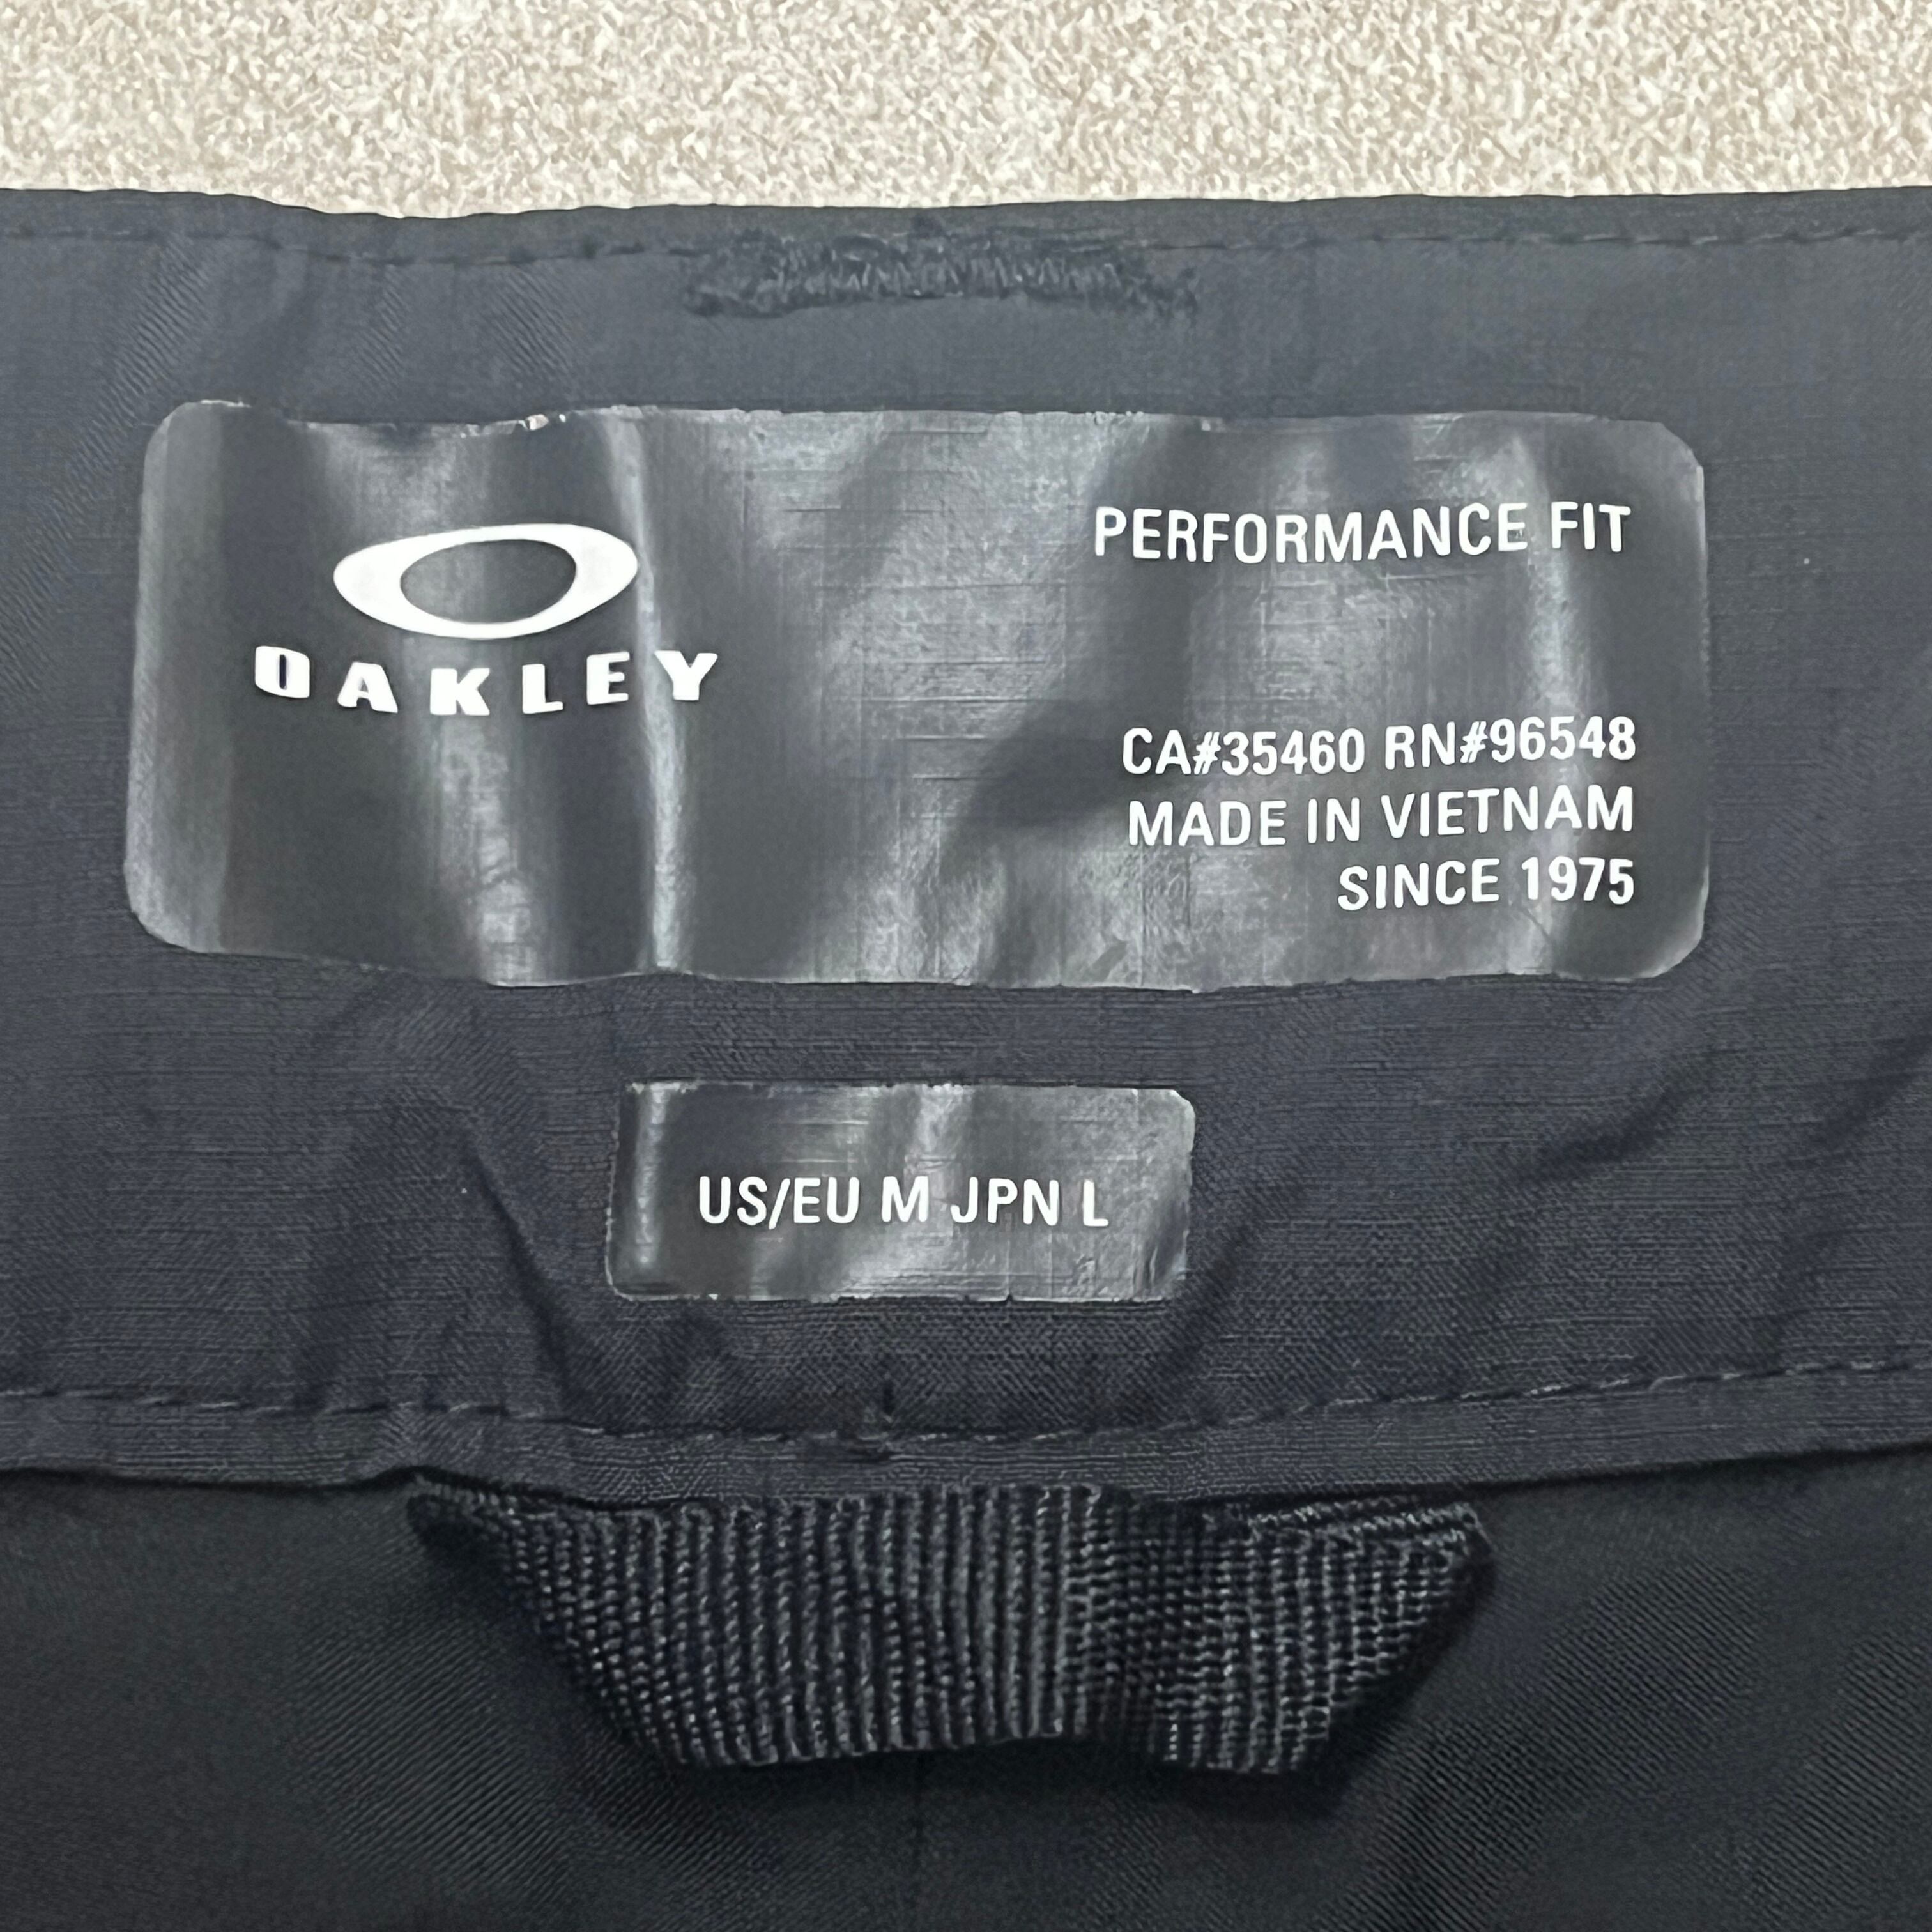 OAKLEY
PERFORMANCE FIT
CA#35460 RN#96548
MADE IN VIETNAM
SINCE 1975
US/EU M JPN L